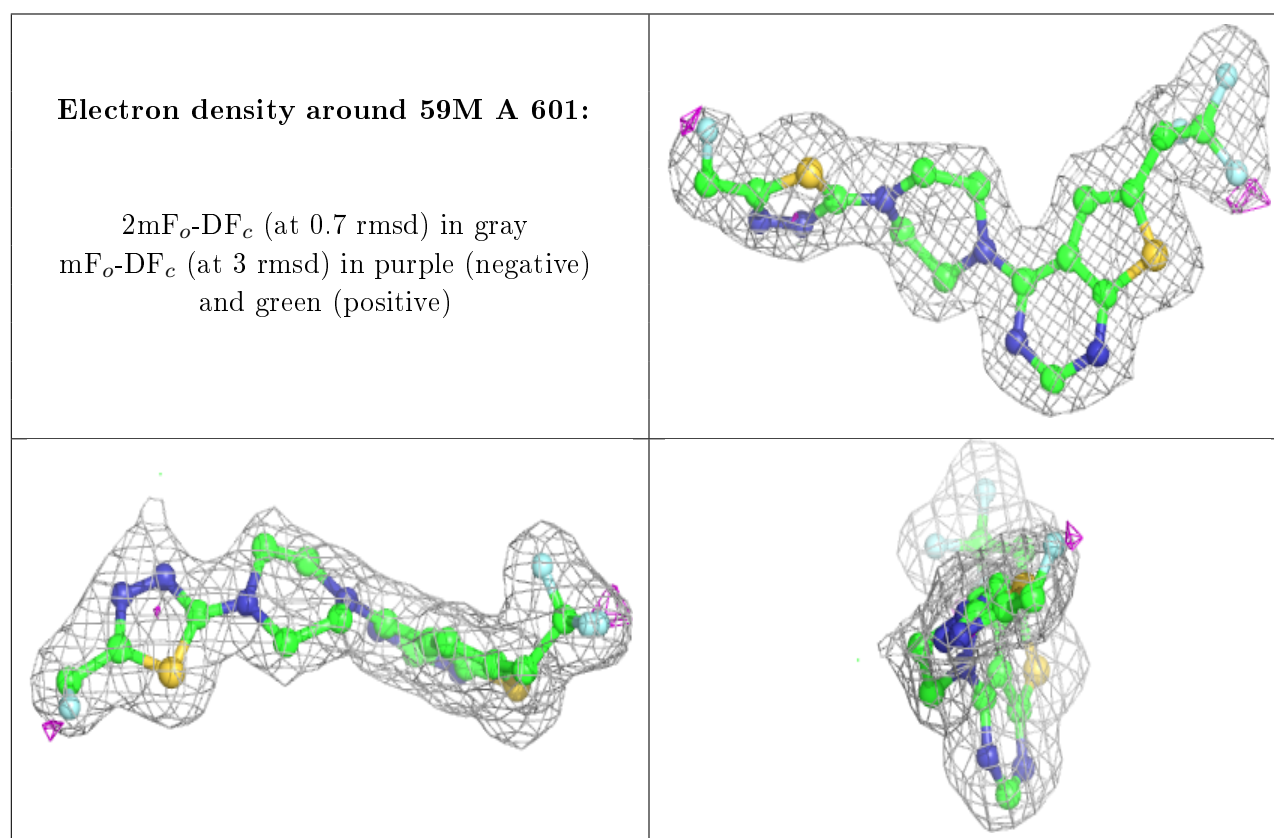 Electron density around 59M A 601:
2mFo-DFc (at 0.7 rmsd) in gray
mFo-DFc (at 3 rmsd) in purple (negative)
and green (positive)